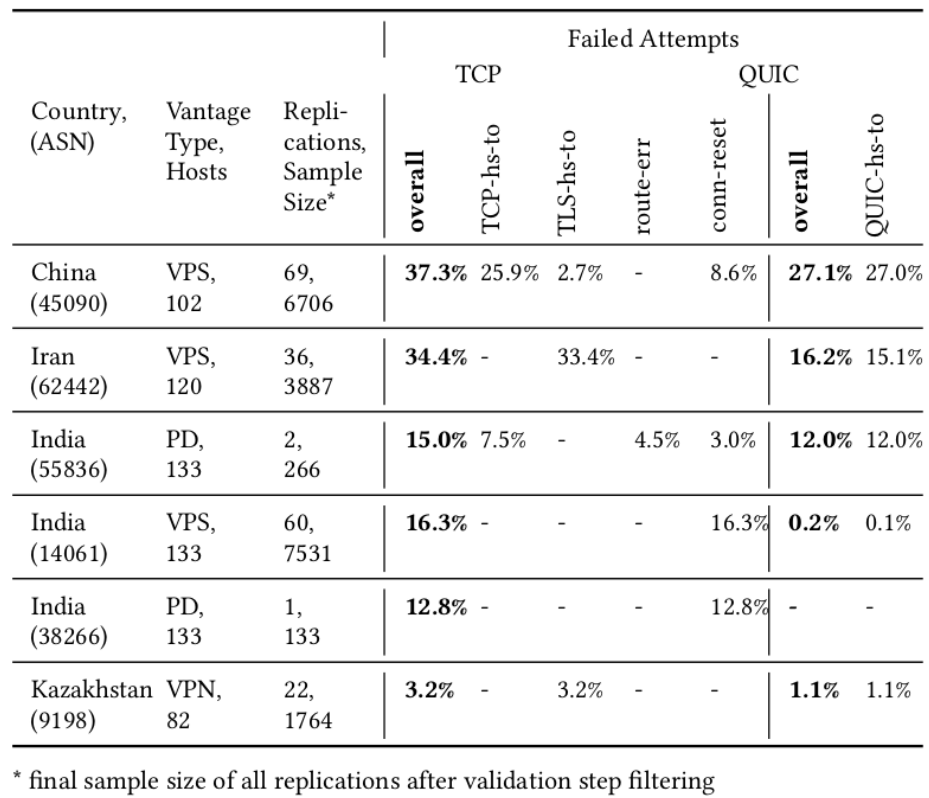 Failed Attempts
TCP QUIC
Country, Vantage Repli-
(ASN) Type, cations,
Hosts Sample
Size*
overall TCP-hs-to TLS-hs-to route-err conn-reset overall QUIC-hs-to
China VPS, 69, 37.3% 25.9% 2.7% - 8.6% 27.1% 27.0%
(45090) 102 6706
Iran VPS, 36, 34.4% - 33.4% - - 16.2% 15.1%
(62442) 120 3887
India PD, 2, 15.0% 7.5% - 4.5% 3.0% 12.0% 12.0%
(55836) 133 266
India VPS, 60, 16.3% - - - 16.3% 0.2% 0.1%
(14061) 133 7531
India PD, 1, 12.8% - - - 12.8% - -
(38266) 133 133
Kazakhstan VPN, 22, 3.2% - 3.2% - - 1.1% 1.1%
(9198) 82 1764
* final sample size of all replications after validation step filtering